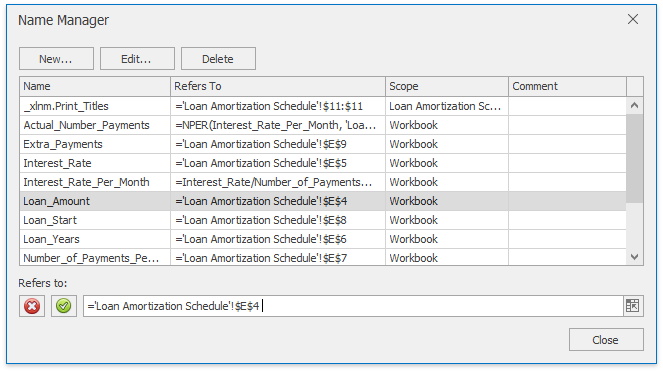 Name Manager
New... Edit... Delete
Name Refers To Scope Comment
_xlnm.Print_Titles ='Loan Amortization Schedule'!$11:$11 Loan Amortization Sc...
Actual_Number_Payments =NPER(Interest_Rate_Per_Month, 'Loa... Workbook
Extra_Payments ='Loan Amortization Schedule'!$E$9 Workbook
Interest_Rate ='Loan Amortization Schedule'!$E$5 Workbook
Interest_Rate_Per_Month =Interest_Rate/Number_of_Payments... Workbook
Loan_Amount ='Loan Amortization Schedule'!$E$4 Workbook
Loan_Start ='Loan Amortization Schedule'!$E$8 Workbook
Loan_Years ='Loan Amortization Schedule'!$E$6 Workbook
Number_of_Payments_Pe... ='Loan Amortization Schedule'!$E$7 Workbook
Refers to:
='Loan Amortization Schedule'!$E$4
Close